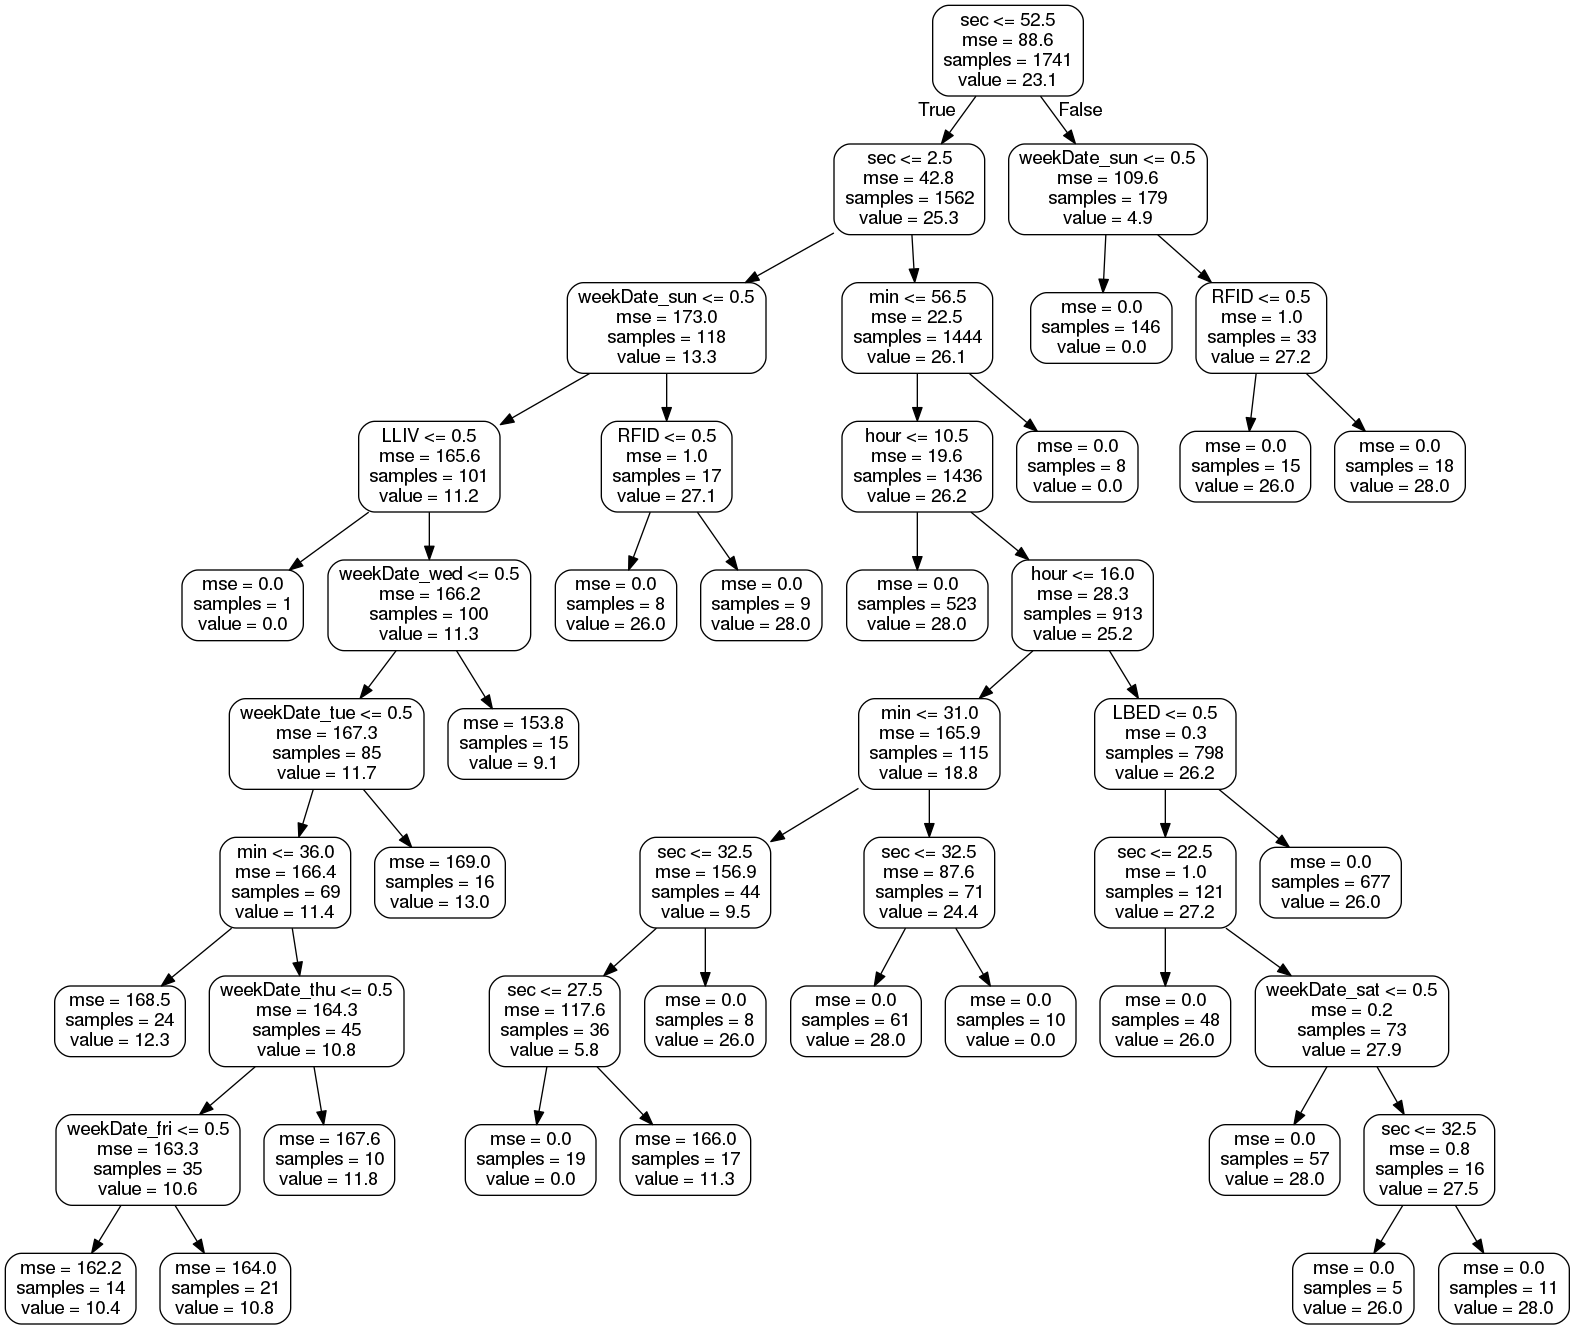 sec <= 52.5
mse = 88.6
samples = 1741
value = 23.1
True
False
sec <= 2.5
mse = 42.8
samples = 1562
value = 25.3
weekDate_sun <= 0.5
mse = 109.6
samples = 179
value = 4.9
weekDate_sun <= 0.5
mse = 173.0
samples = 118
value = 13.3
min <= 56.5
mse = 22.5
samples = 1444
value = 26.1
mse = 0.0
samples = 146
value = 0.0
RFID <= 0.5
mse = 1.0
samples = 33
value = 27.2
LLIV <= 0.5
mse = 165.6
samples = 101
value = 11.2
RFID <= 0.5
mse = 1.0
samples = 17
value = 27.1
hour <= 10.5
mse = 19.6
samples = 1436
value = 26.2
mse = 0.0
samples = 8
value = 0.0
mse = 0.0
samples = 15
value = 26.0
mse = 0.0
samples = 18
value = 28.0
mse = 0.0
samples = 1
value = 0.0
weekDate_wed <= 0.5
mse = 166.2
samples = 100
value = 11.3
mse = 0.0
samples = 8
value = 26.0
mse = 0.0
samples = 9
value = 28.0
mse = 0.0
samples = 523
value = 28.0
hour <= 16.0
mse = 28.3
samples = 913
value = 25.2
weekDate_tue <= 0.5
mse = 167.3
samples = 85
value = 11.7
mse = 153.8
samples = 15
value = 9.1
min <= 31.0
mse = 165.9
samples = 115
value = 18.8
LBED <= 0.5
mse = 0.3
samples = 798
value = 26.2
min <= 36.0
mse = 166.4
samples = 69
value = 11.4
mse = 169.0
samples = 16
value = 13.0
sec <= 32.5
mse = 156.9
samples = 44
value = 9.5
sec <= 32.5
mse = 87.6
samples = 71
value = 24.4
sec <= 22.5
mse = 1.0
samples = 121
value = 27.2
mse = 0.0
samples = 677
value = 26.0
mse = 168.5
samples = 24
value = 12.3
weekDate_thu <= 0.5
mse = 164.3
samples = 45
value = 10.8
sec <= 27.5
mse = 117.6
samples = 36
value = 5.8
mse = 0.0
samples = 8
value = 26.0
mse = 0.0
samples = 61
value = 28.0
mse = 0.0
samples = 10
value = 0.0
mse = 0.0
samples = 48
value = 26.0
weekDate_sat <= 0.5
mse = 0.2
samples = 73
value = 27.9
weekDate_fri <= 0.5
mse = 163.3
samples = 35
value = 10.6
mse = 167.6
samples = 10
value = 11.8
mse = 0.0
samples = 19
value = 0.0
mse = 166.0
samples = 17
value = 11.3
mse = 0.0
samples = 57
value = 28.0
sec <= 32.5
mse = 0.8
samples = 16
value = 27.5
mse = 162.2
samples = 14
value = 10.4
mse = 164.0
samples = 21
value = 10.8
mse = 0.0
samples = 5
value = 26.0
mse = 0.0
samples = 11
value = 28.0